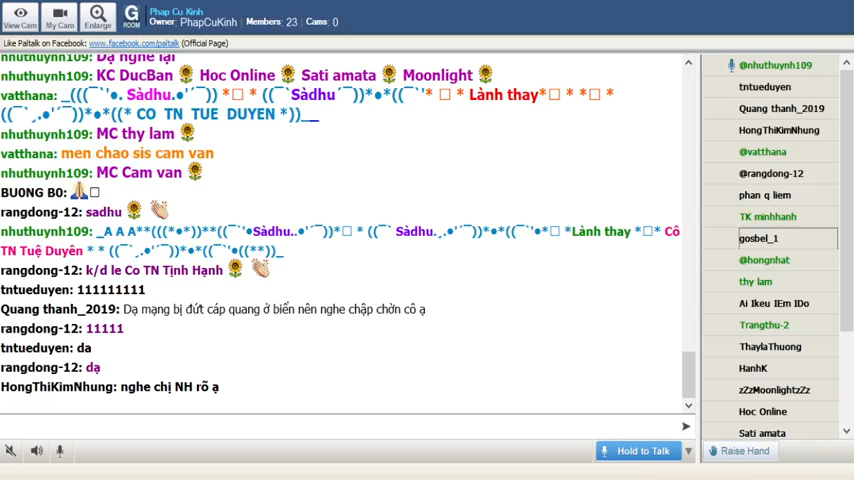 View Cam
My Cam
Enlarge
G
ROOM
Phap Cu Kinh
Owner: PhapCuKinh Members: 23 Cams: 0
Like Paltalk on Facebook: www.facebook.com/paltalk (Official Page)
nhuthuynh109: Dạ nghe lại
nhuthuynh109: KC DucBan 🌻 Hoc Online 🌻 Sati amata 🌻 Moonlight 🌻
vatthana: _(((¯`'•. Sàdhu.•'´¯)) *□ * ((¯`Sàdhu´¯))*•*((¯`'* □ * Lành thay*□ * *□ *
((¯`¸.•'´¯))*•*((* CO TN TUE DUYEN *))__
nhuthuynh109: MC thy lam 🌻
vatthana: men chao sis cam van
nhuthuynh109: MC Cam van 🌻
BU0NG B0: 🙏□
rangdong-12: sadhu 🌻 👏
nhuthuynh109: _A A A**(((*•*))**((¯`'•Sàdhu..•'´¯))*□ * ((¯` Sàdhu.¸.•'´¯))*•*((¯`'•*□ *Lành thay *□* Cô
TN Tuệ Duyên * * ((¯`¸.•'´¯))*•*((¯`'•((**))_
rangdong-12: k/d le Co TN Tịnh Hạnh 🌻 👏
tntueduyen: 111111111
Quang thanh_2019: Dạ mạng bị đứt cáp quang ở biển nên nghe chập chờn cô ạ
rangdong-12: 11111
tntueduyen: da
rangdong-12: dạ
HongThiKimNhung: nghe chị NH rõ ạ
@nhuthuynh109
tntueduyen
Quang thanh_2019
HongThiKimNhung
@vatthana
@rangdong-12
phan q liem
TK minhhanh
gosbel_1
@hongnhat
thy lam
Ai Ikeu IEm IDo
Trangthu-2
ThaylaThuong
HanhK
zZzMoonlightzZz
Hoc Online
Sati amata
Hold to Talk
Raise Hand